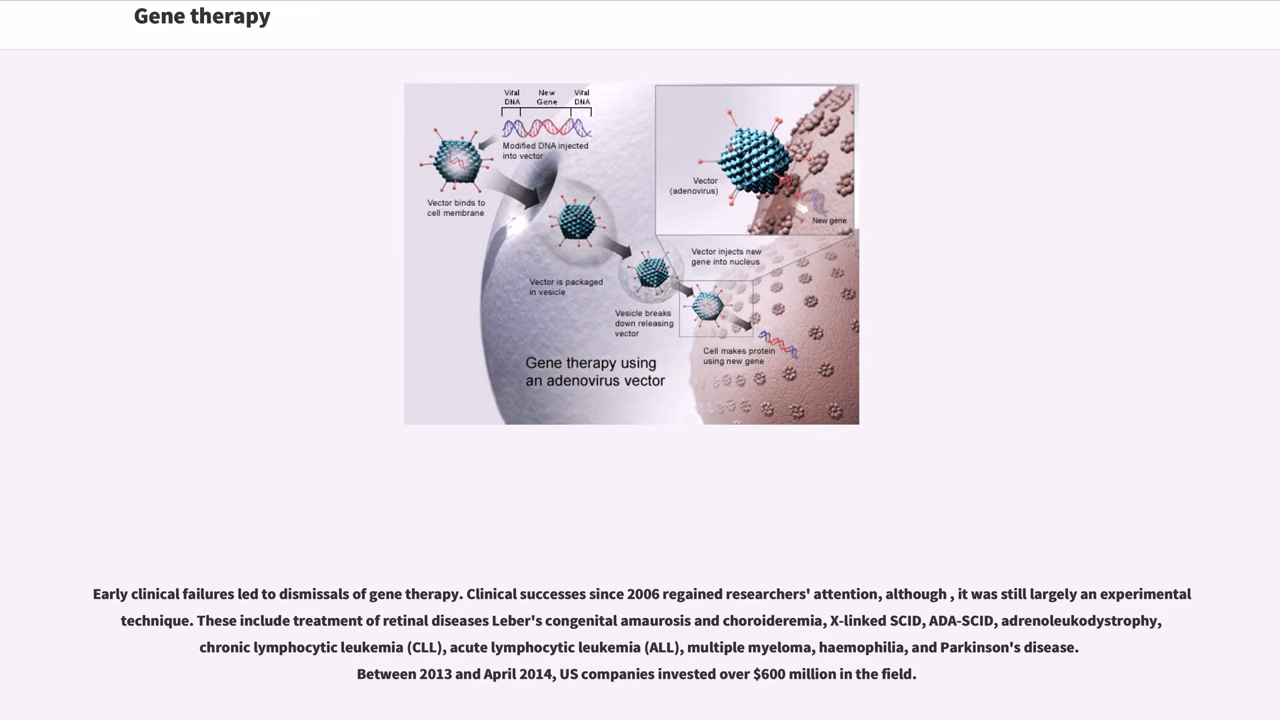 Gene therapy
Viral DNA
New Gene
Viral DNA
Modified DNA injected
into vector
Vector binds to
cell membrane
Vector
(adenovirus)
New gene
Vector injects new
gene into nucleus
Vector is packaged
in vesicle
Vesicle breaks
down releasing
vector
Cell makes protein
using new gene
Gene therapy using
an adenovirus vector
Early clinical failures led to dismissals of gene therapy. Clinical successes since 2006 regained researchers' attention, although , it was still largely an experimental
technique. These include treatment of retinal diseases Leber's congenital amaurosis and choroideremia, X-linked SCID, ADA-SCID, adrenoleukodystrophy,
chronic lymphocytic leukemia (CLL), acute lymphocytic leukemia (ALL), multiple myeloma, haemophilia, and Parkinson's disease.
Between 2013 and April 2014, US companies invested over $600 million in the field.